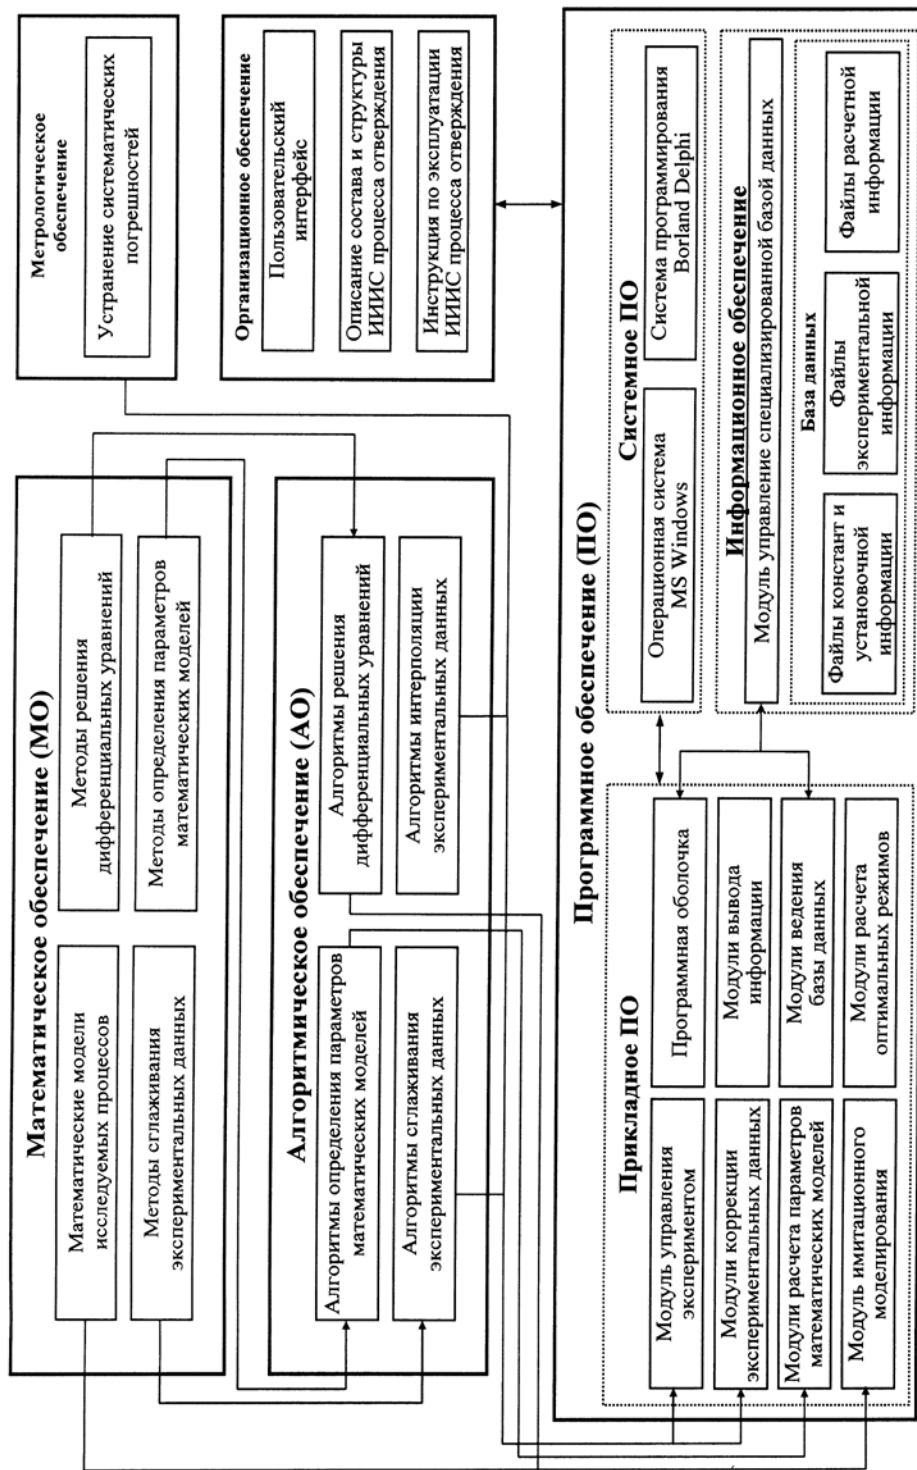 Математическое обеспечение (МО)
Математические модели
исследуемых процессов
Методы решения
дифференциальных уравнений
Методы сглаживания
экспериментальных данных
Методы определения параметров
математических моделей
Метрологическое
обеспечение
Устранение систематических
погрешностей
Алгоритмическое обеспечение (АО)
Алгоритмы определения параметров
математических моделей
Алгоритмы решения
дифференциальных уравнений
Алгоритмы сглаживания
экспериментальных данных
Алгоритмы интерполяции
экспериментальных данных
Организационное обеспечение
Пользовательский
интерфейс
Описание состава и структуры
ИИИС процесса отверждения
Инструкция по эксплуатации
ИИИС процесса отверждения
Программное обеспечение (ПО)
Прикладное ПО
Модуль управления
экспериментом
Программная оболочка
Модули коррекции
экспериментальных данных
Модули вывода
информации
Модули расчета параметров
математических моделей
Модули ведения
базы данных
Модуль имитационного
моделирования
Модули расчета
оптимальных режимов
Системное ПО
Операционная система
MS Windows
Система программирования
Borland Delphi
Информационное обеспечение
Модуль управление специализированной базой данных
База данных
Файлы констант и
установочной
информации
Файлы
экспериментальной
информации
Файлы расчетной
информации